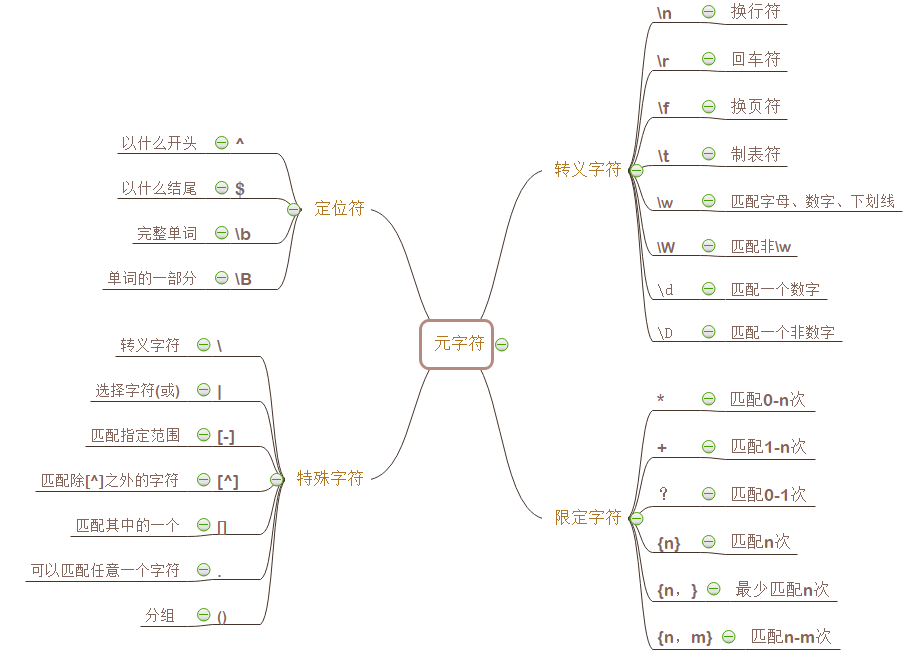 元字符
定位符
以什么开头 ^
以什么结尾 $
完整单词 \b
单词的一部分 \B
特殊字符
转义字符 \
选择字符(或) |
匹配指定范围 [-]
匹配除[^]之外的字符 [^]
匹配其中的一个 []
可以匹配任意一个字符 .
分组 ()
转义字符
\n 换行符
\r 回车符
\f 换页符
\t 制表符
\w 匹配字母、数字、下划线
\W 匹配非\w
\d 匹配一个数字
\D 匹配一个非数字
限定字符
* 匹配0-n次
+ 匹配1-n次
？ 匹配0-1次
{n} 匹配n次
{n，} 最少匹配n次
{n，m} 匹配n-m次